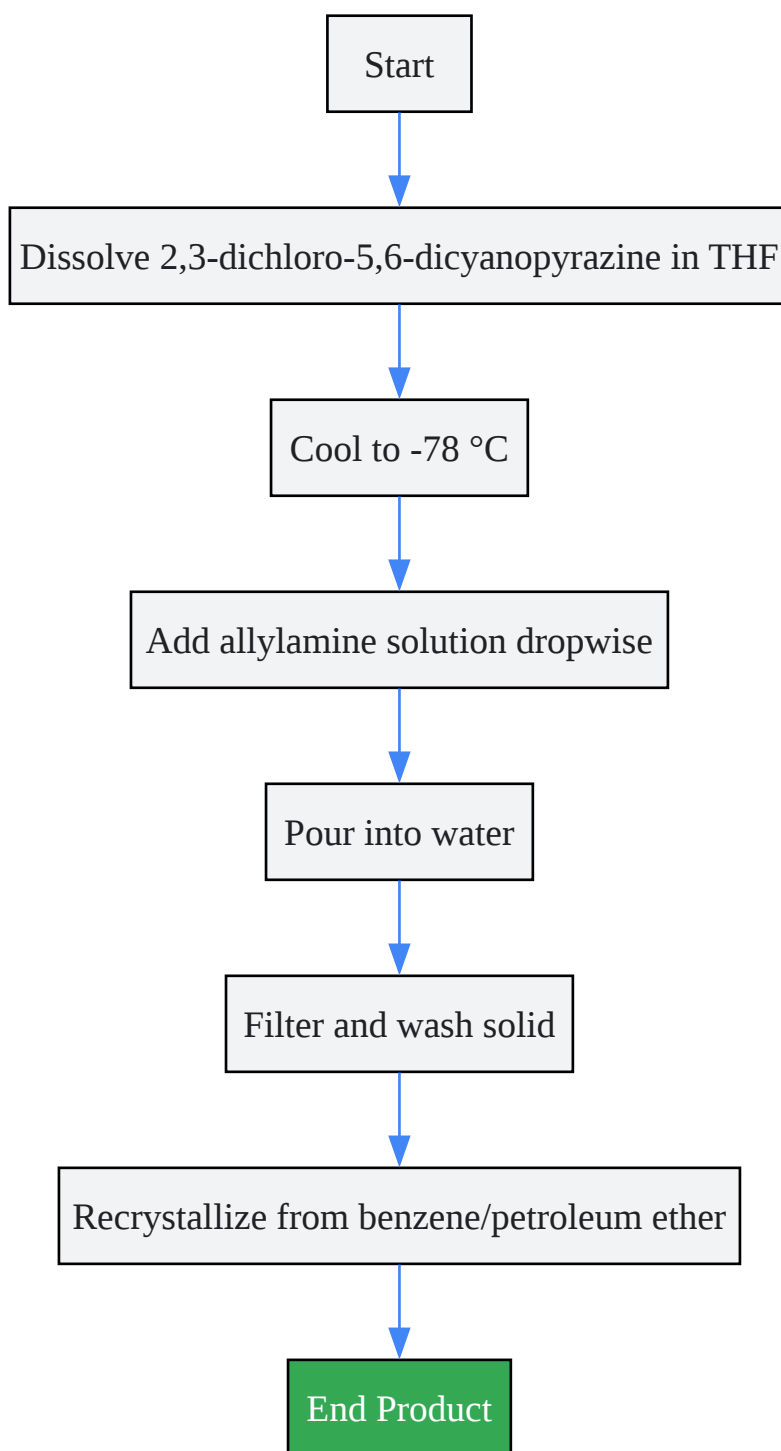 Start
Dissolve 2,3-dichloro-5,6-dicyanopyrazine in THF
Cool to -78 °C
Add allylamine solution dropwise
Pour into water
Filter and wash solid
Recrystallize from benzene/petroleum ether
End Product